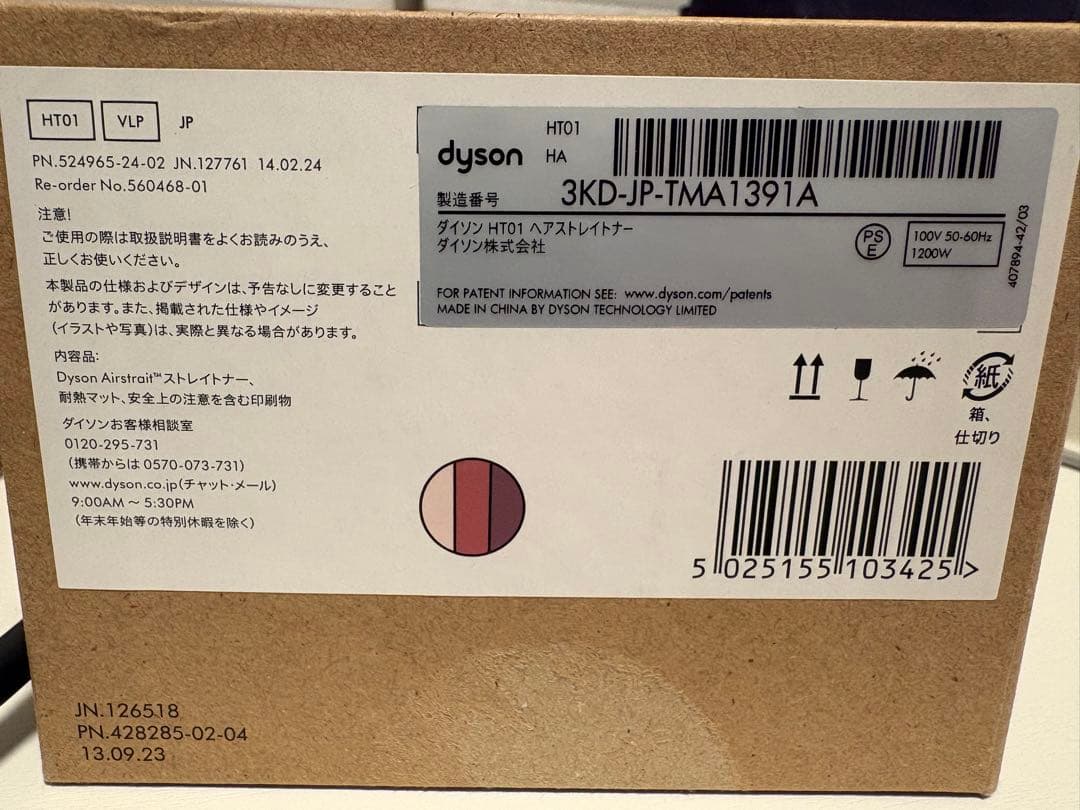 HT01 VLP JP
PN.524965-24-02 JN.127761 14.02.24
Re-order No.560468-01
注意!
ご使用の際は取扱説明書をよくお読みのうえ、
正しくお使いください。
本製品の仕様およびデザインは、予告なしに変更すること
があります。また、掲載された仕様やイメージ
(イラストや写真)は、実際と異なる場合があります。
内容品:
Dyson Airstrait™ストレイトナー、
耐熱マット、安全上の注意を含む印刷物
ダイソンお客様相談室
0120-295-731
(携帯からは 0570-073-731)
www.dyson.co.jp(チャット・メール)
9:00AM ～ 5:30PM
(年末年始等の特別休暇を除く)
dyson
HT01
HA
製造番号 3KD-JP-TMA1391A
ダイソン HT01 ヘアストレイトナー
ダイソン株式会社
PS
E
100V 50-60Hz
1200W
407894-42/03
FOR PATENT INFORMATION SEE: www.dyson.com/patents
MADE IN CHINA BY DYSON TECHNOLOGY LIMITED
紙
箱、
仕切り
5 025155 103425 >
JN.126518
PN.428285-02-04
13.09.23